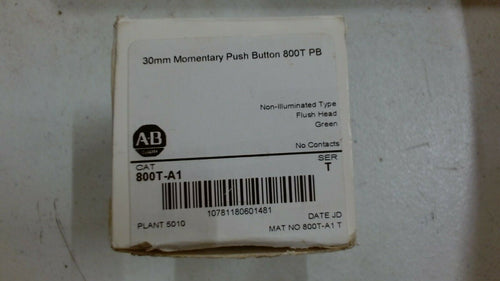 30mm Momentary Push Button 800T PB
Non-Illuminated Type
Flush Head
Green
AB
No Contacts
CAT
SER
800T-A1
T
10781180601481
PLANT 5010
DATE JD
MAT NO 800T-A1 T